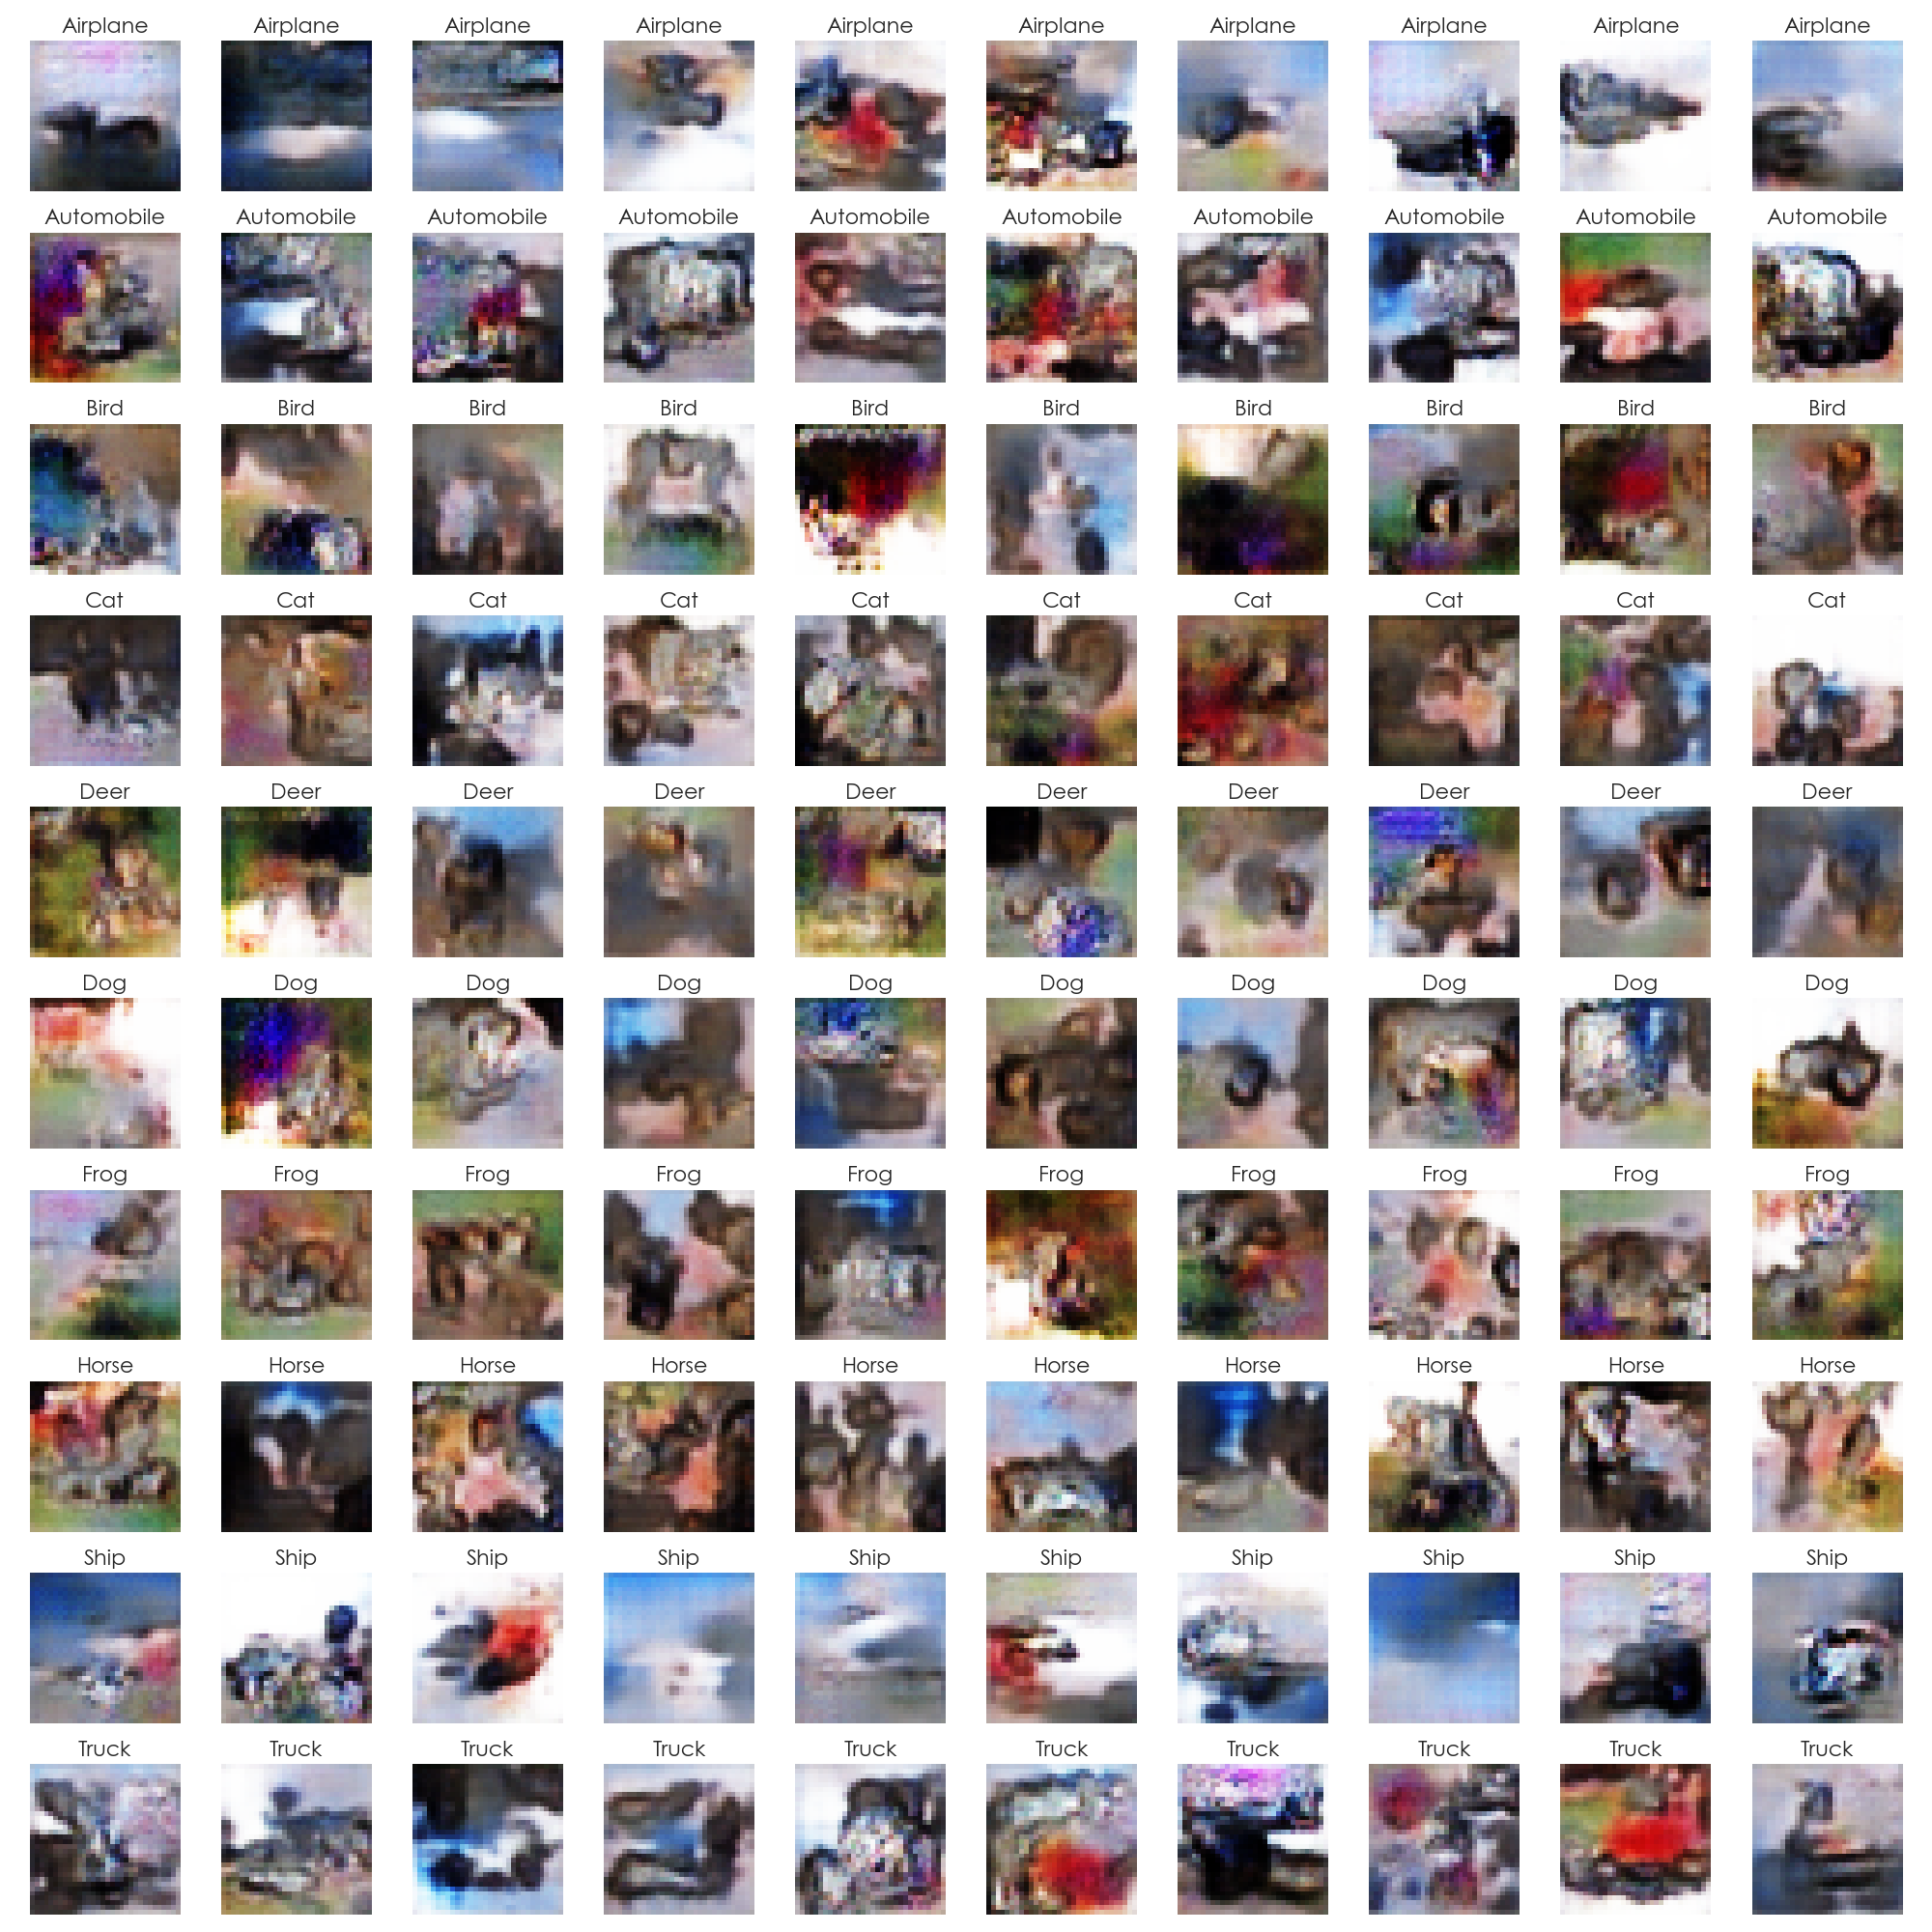 Airplane Airplane Airplane Airplane Airplane Airplane Airplane Airplane Airplane Airplane
Automobile Automobile Automobile Automobile Automobile Automobile Automobile Automobile Automobile Automobile
Bird Bird Bird Bird Bird Bird Bird Bird Bird Bird
Cat Cat Cat Cat Cat Cat Cat Cat Cat Cat
Deer Deer Deer Deer Deer Deer Deer Deer Deer Deer
Dog Dog Dog Dog Dog Dog Dog Dog Dog Dog
Frog Frog Frog Frog Frog Frog Frog Frog Frog Frog
Horse Horse Horse Horse Horse Horse Horse Horse Horse Horse
Ship Ship Ship Ship Ship Ship Ship Ship Ship Ship
Truck Truck Truck Truck Truck Truck Truck Truck Truck Truck